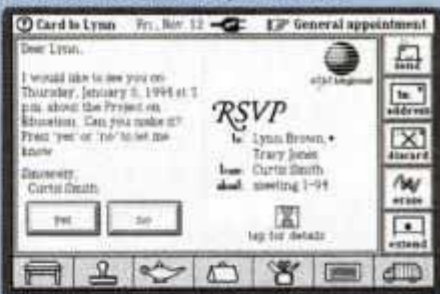 Card to Lynn Fri., Nov 12 General appointment
Dear Lynn,
I would like to see you on
Thursday, January 6, 1994 at 1
p.m. about the Project on
Education. Can you make it?
Press 'yes' or 'no' to let me
know
Sincerely,
Curtis Smith
yes no
RSVP
to: Lynn Brown,
Tracy Jones
from: Curtis Smith
about: meeting 1-94
tap for details
send
address
discard
erase
extend